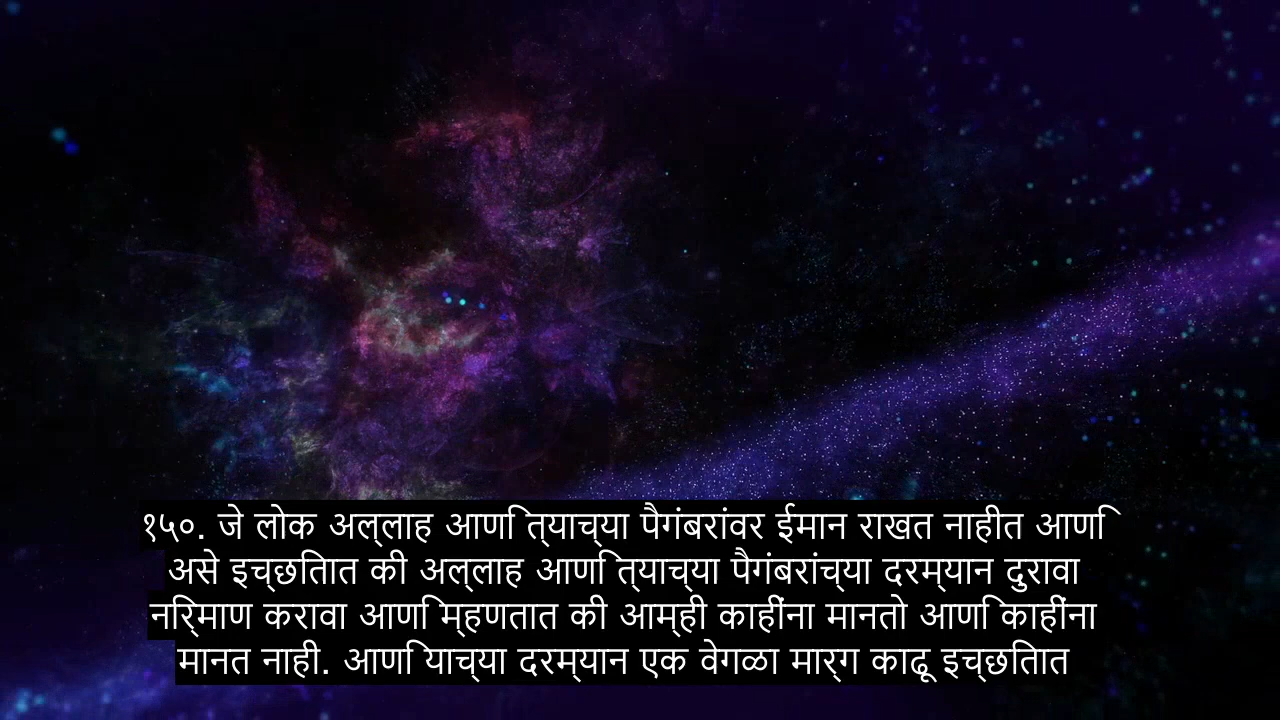 १५०. जे लोक अल्लाह आणि त्याच्या पैगंबरांवर ईमान राखत नाहीत आणि
असे इच्छितात की अल्लाह आणि त्याच्या पैगंबरांच्या दरम्यान दुरावा
निर्माण करावा आणि म्हणतात की आम्ही काहींना मानतो आणि काहींना
मानत नाही. आणि याच्या दरम्यान एक वेगळा मार्ग काढू इच्छितात